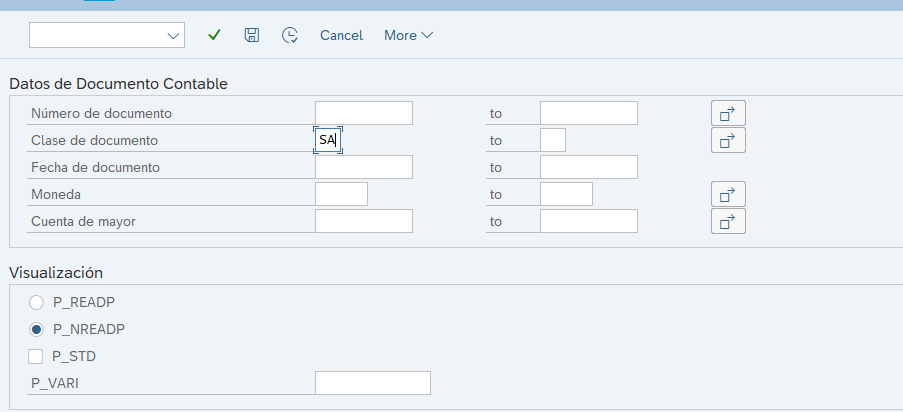 Cancel More
Datos de Documento Contable
Número de documento to
Clase de documento SA to
Fecha de documento to
Moneda to
Cuenta de mayor to
Visualización
P_READP
P_NREADP
P_STD
P_VARI